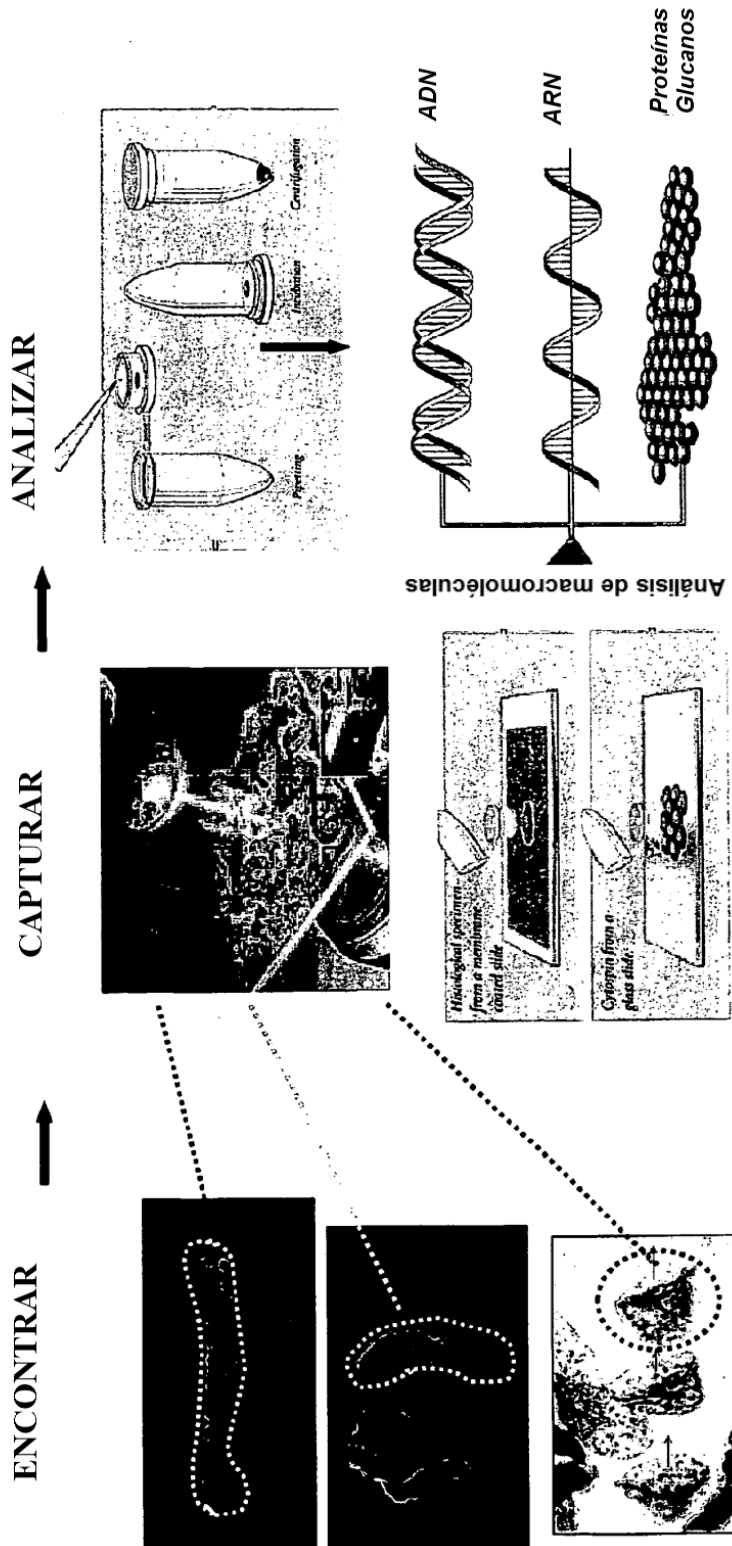 ENCONTRAR
CAPTURAR
ANALIZAR
Histological specimen
from a membrane
coated slide
Cytospin from a
glass slide
Pipeting
Incubation
Centrifugation
Análisis de macromoléculas
ADN
ARN
Proteínas
Glucanos